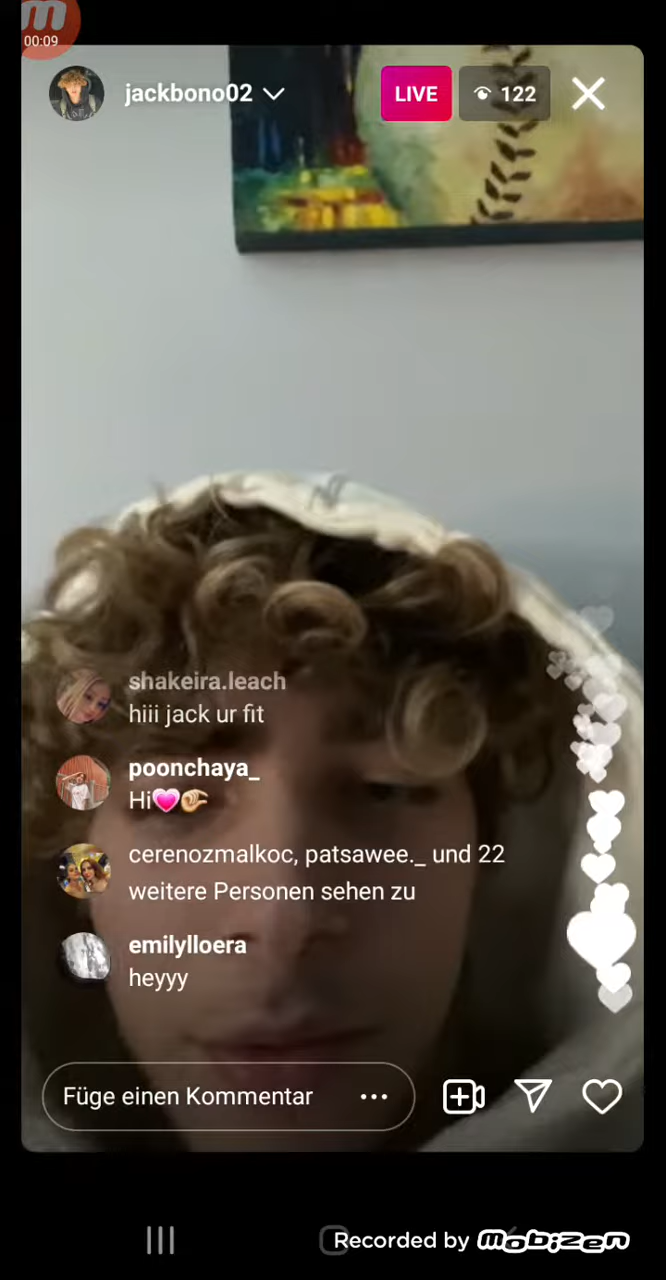 00:09
jackbono02
LIVE
122
shakeira.leach
hiii jack ur fit
poonchaya_
Hi💗🤏
cerenozmalkoc, patsawee._ und 22
weitere Personen sehen zu
emilylloera
heyyy
Füge einen Kommentar
Recorded by mobizen